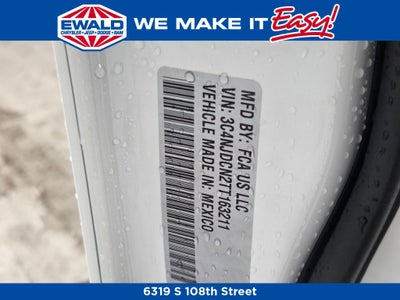 EWALD
CHRYSLER • JEEP • DODGE • RAM
WE MAKE IT Easy!
MFD BY: FCA US LLC
VIN: 3C4NJDCN2TT163211
VEHICLE MADE IN: MEXICO
6319 S 108th Street